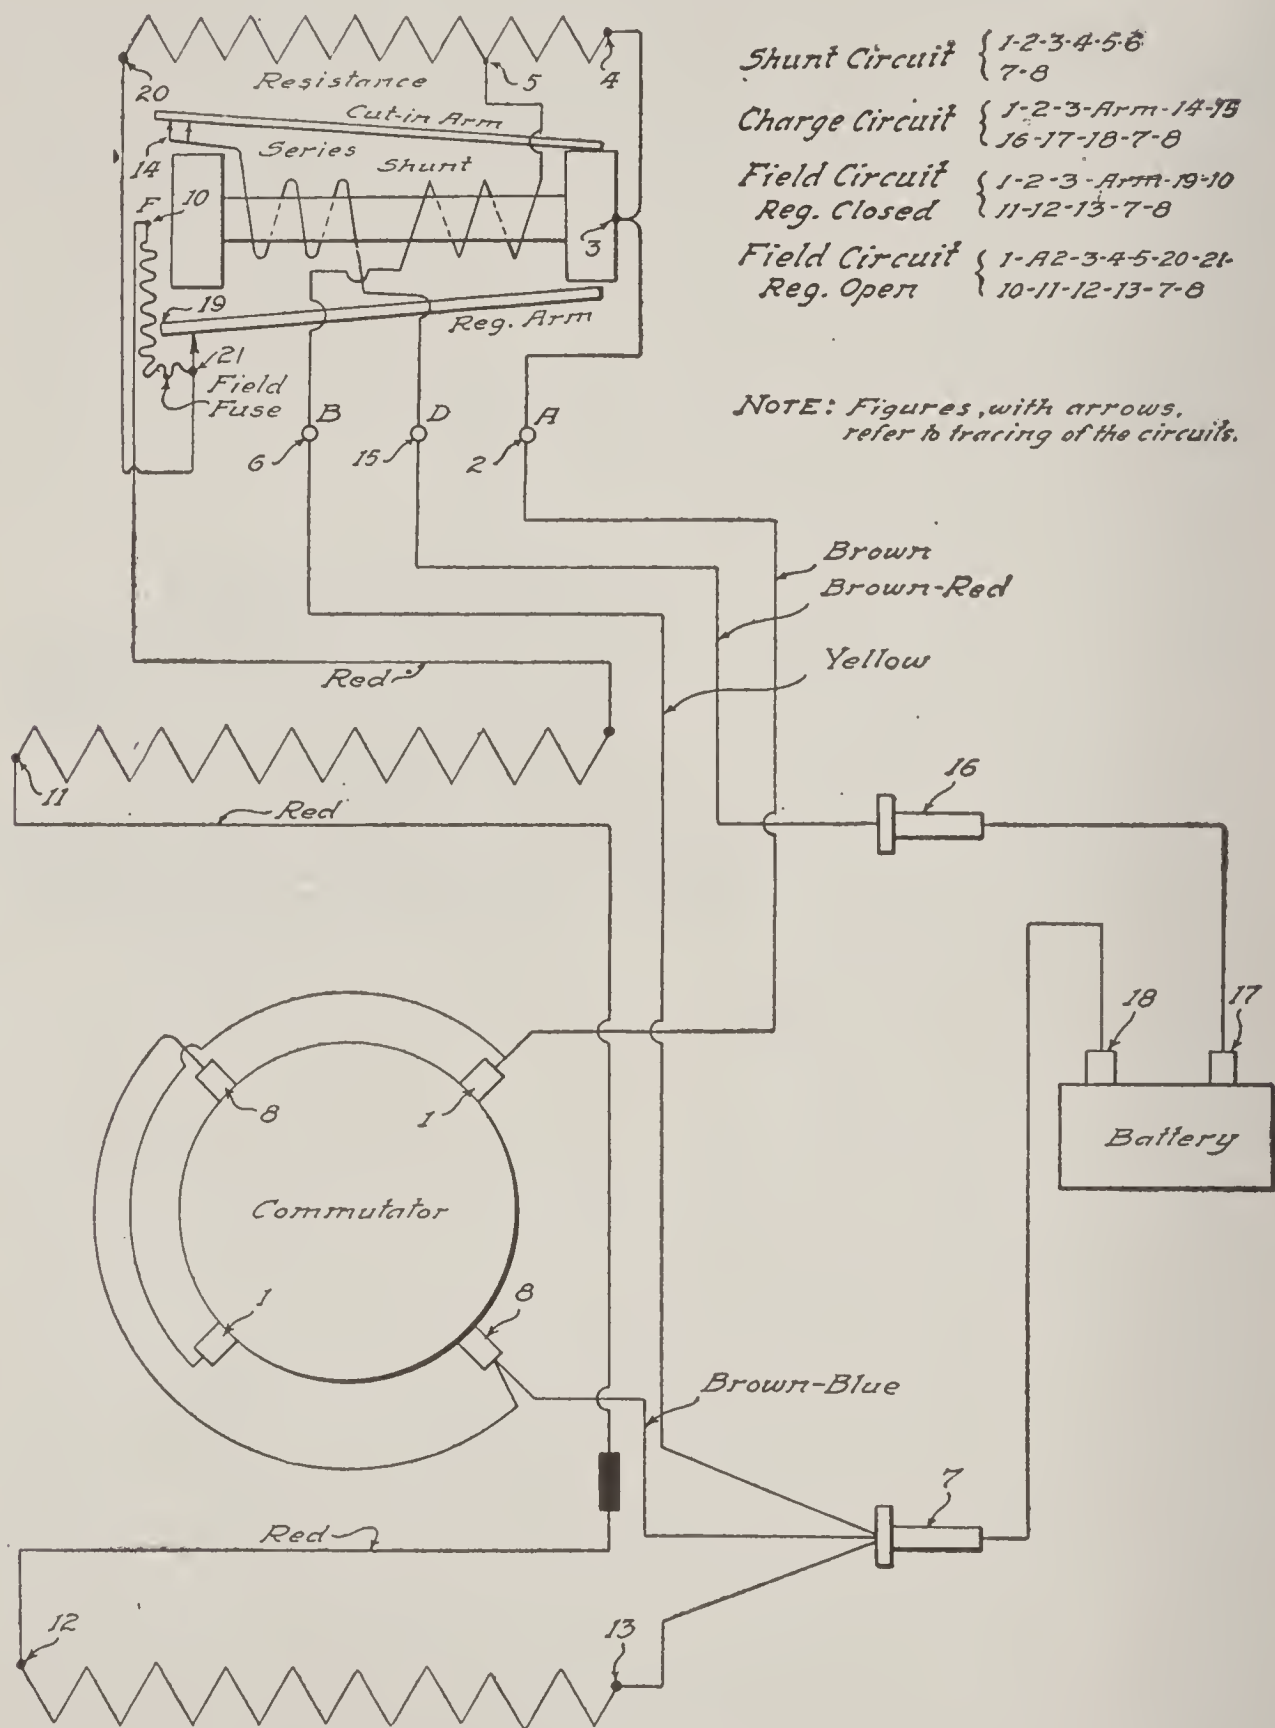 Shunt Circuit { 1-2-3-4-5-6
7-8
Charge Circuit { 1-2-3-Arm-14-15
16-17-18-7-8
Field Circuit { 1-2-3-Arm-19-10
Reg. Closed 11-12-13-7-8
Field Circuit { 1-A2-3-4-5-20-21-
Reg. Open 10-11-12-13-7-8
NOTE: Figures, with arrows,
refer to tracing of the circuits.
20
Resistance
5
4
Cut-in Arm
14
Series
Shunt
F
10
3
19
Reg. Arm
21
Field
Fuse
B
D
A
6
15
2
Brown
Brown-Red
Yellow
Red
11
Red
16
18
17
Battery
8
1
Commutator
1
8
Brown-Blue
7
Red
12
13